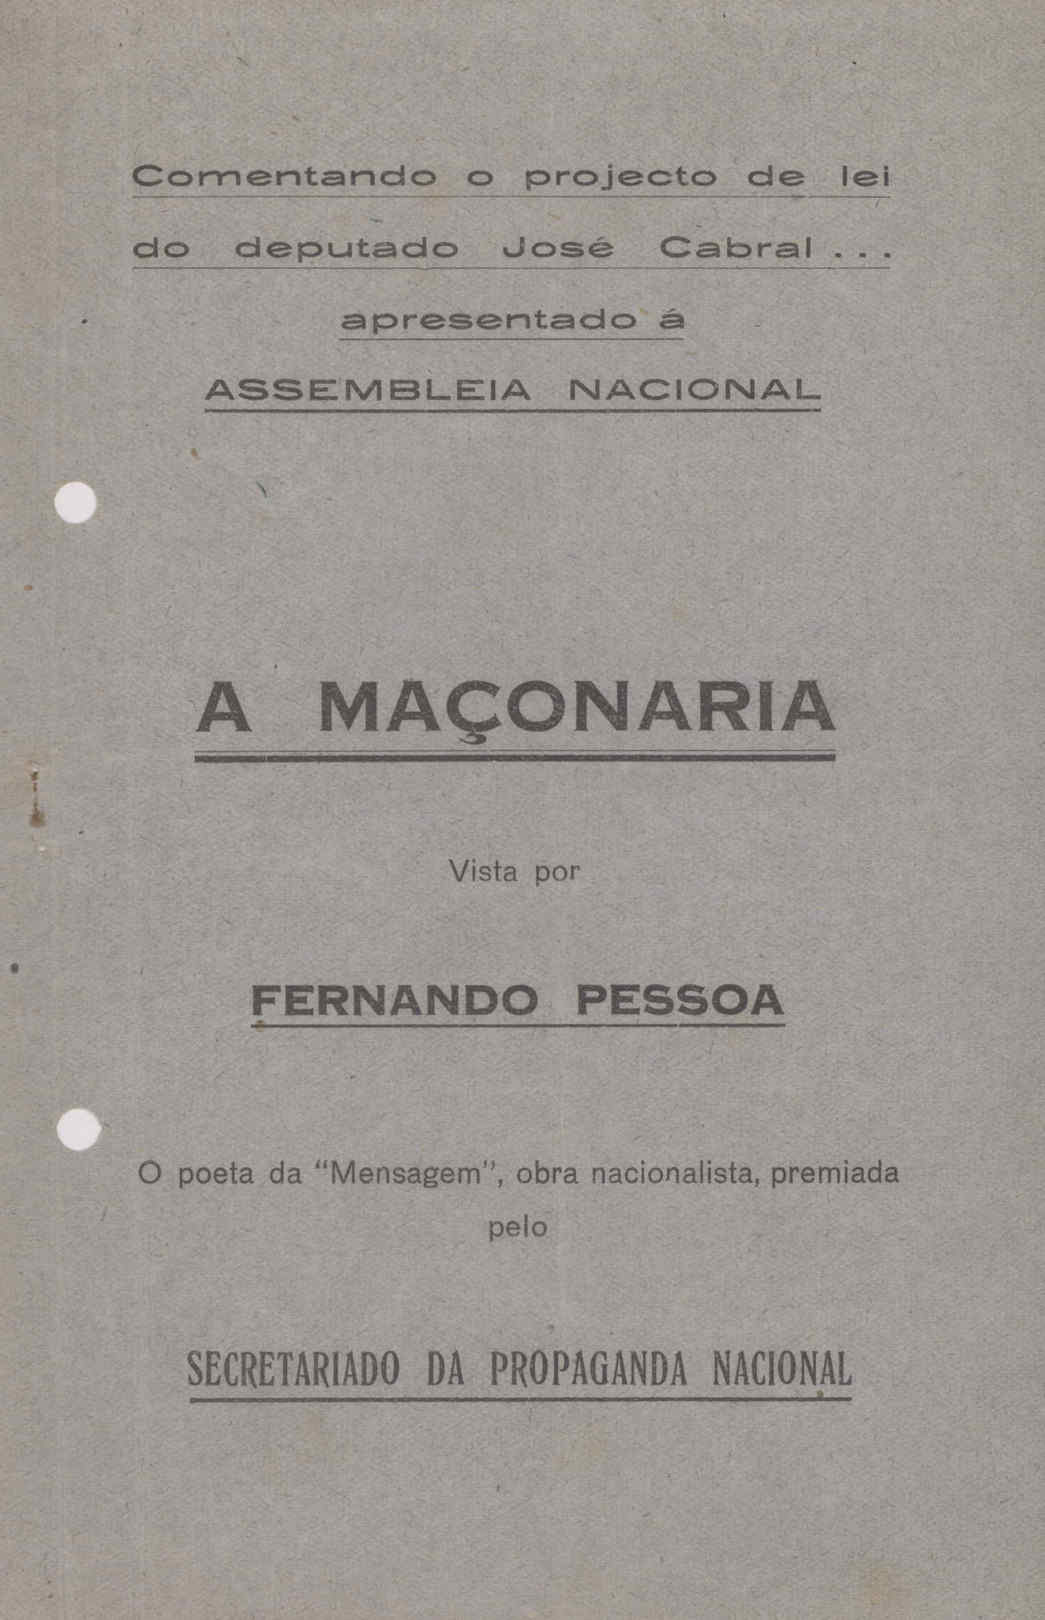 Comentando o projecto de lei
do deputado José Cabral...
apresentado á
ASSEMBLEIA NACIONAL
A MAÇONARIA
Vista por
FERNANDO PESSOA
O poeta da “Mensagem”, obra nacionalista, premiada
pelo
SECRETARIADO DA PROPAGANDA NACIONAL